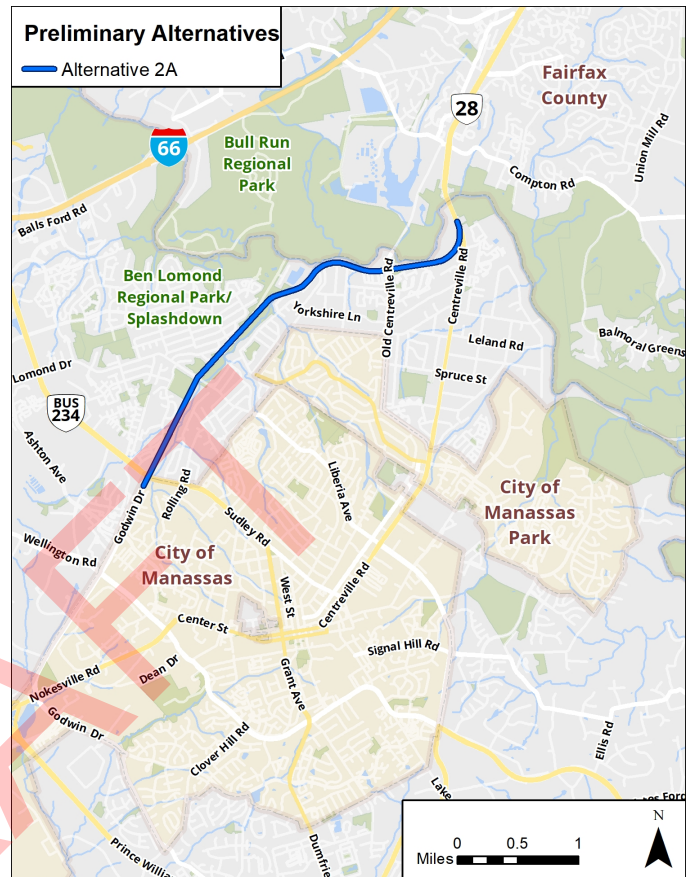 Preliminary Alternatives
Alternative 2A
Fairfax
County
28
66
Bull Run
Regional
Park
Union Mill Rd
Compton Rd
Balls Ford Rd
Ben Lomond
Regional Park/
Splashdown
Old Centreville Rd
Centreville Rd
Yorkshire Ln
Leland Rd
Balmoral Greens
Lomond Dr
Spruce St
BUS
234
Ashton Ave
Liberia Ave
Rolling Rd
Godwin Dr
City of
Manassas
Park
Sudley Rd
Wellington Rd
City of
Manassas
West St
Centreville Rd
Center St
Signal Hill Rd
Dean Dr
Nokesville Rd
Grant Ave
Godwin Dr
Clover Hill Rd
Ellis Rd
Lake
Prince Willia
Dumfrie
N
0 0.5 1
Miles